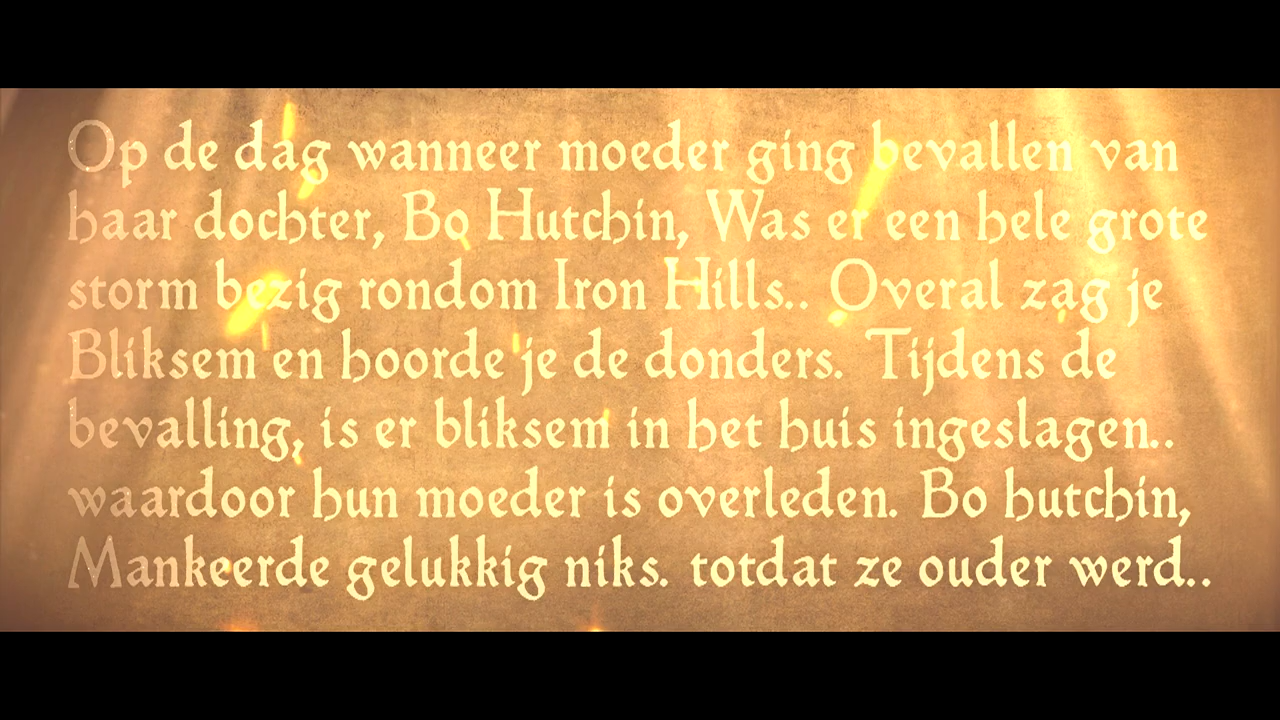 Op de dag wanneer moeder ging bevallen van
haar dochter, Bo Hutchin, Was er een hele grote
storm bezig rondom Iron Hills.. Overal zag je
Bliksem en hoorde je de donders. Tijdens de
bevalling, is er bliksem in het huis ingeslagen..
waardoor hun moeder is overleden. Bo hutchin,
Mankeerde gelukkig niks. totdat ze ouder werd..